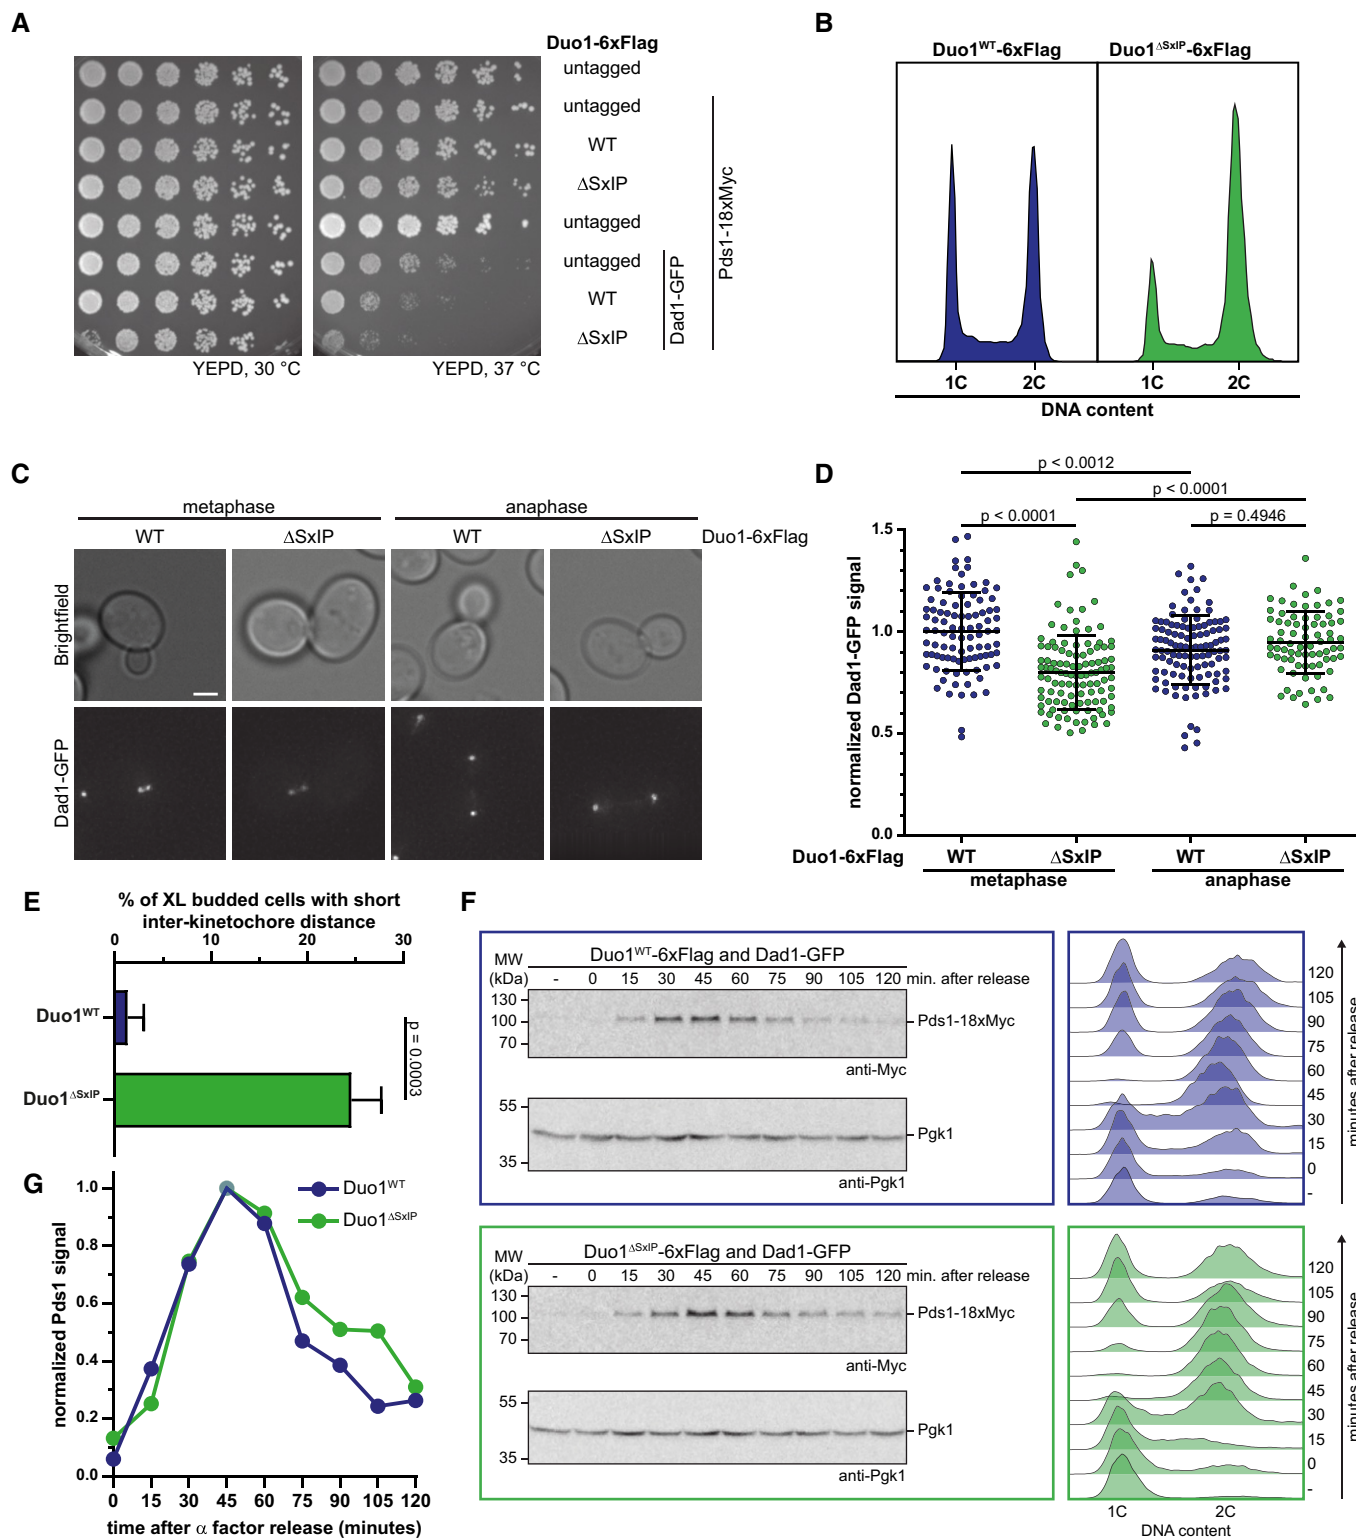 A
Duo1-6xFlag
untagged
untagged
WT
ΔSxIP
untagged
untagged
WT
ΔSxIP
Dad1-GFP
Pds1-18xMyc
YEPD, 30 °C
YEPD, 37 °C
B
Duo1WT-6xFlag
Duo1ΔSxIP-6xFlag
1C
2C
1C
2C
DNA content
C
metaphase
anaphase
WT
ΔSxIP
WT
ΔSxIP
Duo1-6xFlag
Brightfield
Dad1-GFP
D
p < 0.0012
p < 0.0001
p < 0.0001
p = 0.4946
normalized Dad1-GFP signal
1.5
1.0
0.5
0.0
Duo1-6xFlag
WT
ΔSxIP
WT
ΔSxIP
metaphase
anaphase
E
% of XL budded cells with short
inter-kinetochore distance
0
10
20
30
Duo1WT
Duo1ΔSxIP
p = 0.0003
F
Duo1WT-6xFlag and Dad1-GFP
MW
(kDa)
- 0 15 30 45 60 75 90 105 120 min. after release
130
100
70
Pds1-18xMyc
anti-Myc
55
35
Pgk1
anti-Pgk1
120
105
90
75
60
45
30
15
0
-
minutes after release
Duo1ΔSxIP-6xFlag and Dad1-GFP
MW
(kDa)
- 0 15 30 45 60 75 90 105 120 min. after release
130
100
70
Pds1-18xMyc
anti-Myc
55
35
Pgk1
anti-Pgk1
120
105
90
75
60
45
30
15
0
-
minutes after release
1C
2C
DNA content
G
normalized Pds1 signal
1.0
0.8
0.6
0.4
0.2
0.0
Duo1WT
Duo1ΔSxIP
0 15 30 45 60 75 90 105 120
time after α factor release (minutes)